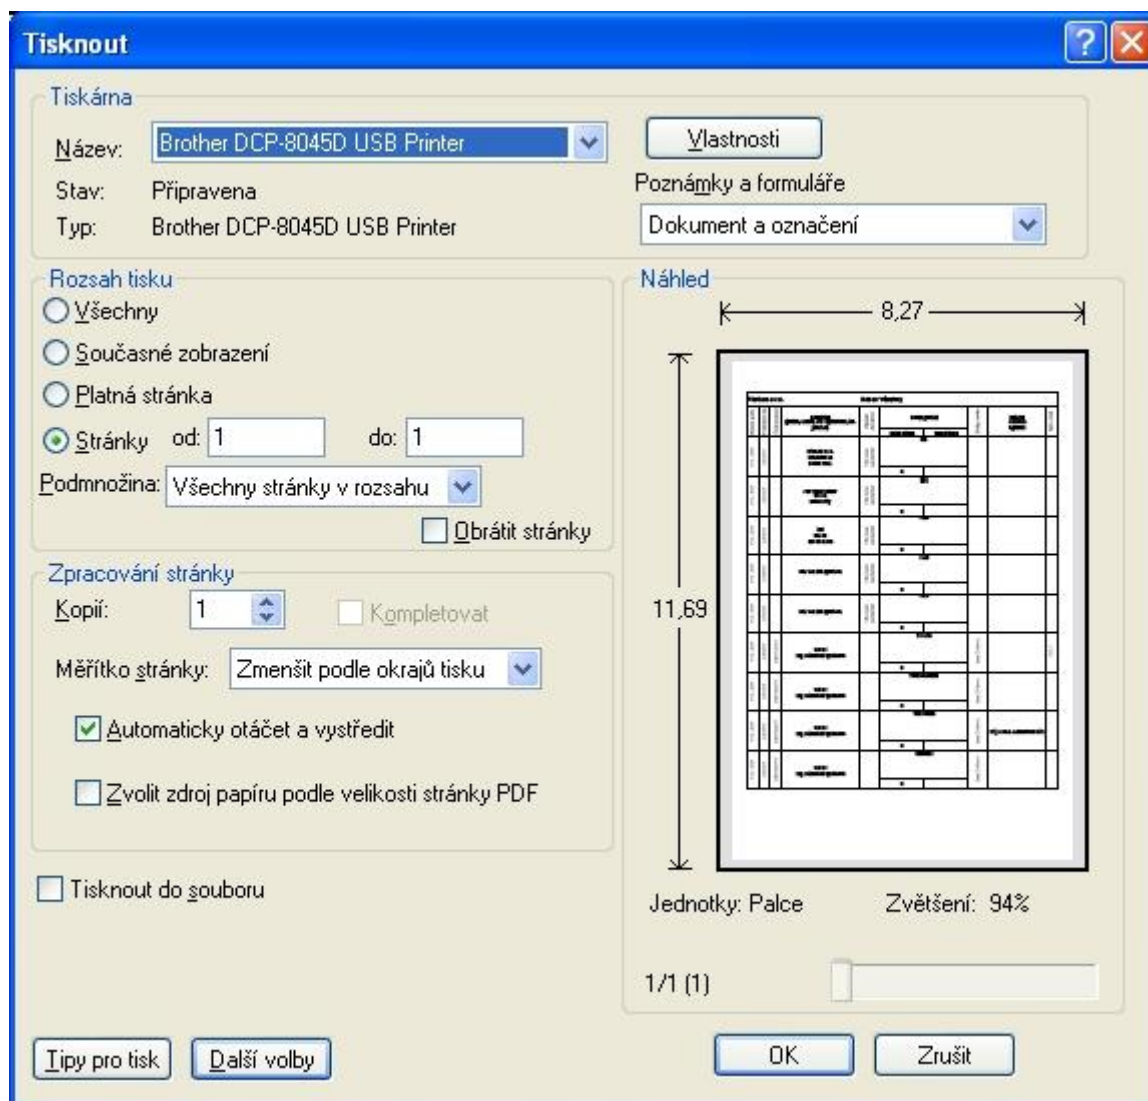 Tisknout
Tiskárna
Název: Brother DCP-8045D USB Printer
Vlastnosti
Stav: Připravena
Typ: Brother DCP-8045D USB Printer
Poznámky a formuláře
Dokument a označení
Rozsah tisku
Všechny
Současné zobrazení
Platná stránka
Stránky od: 1 do: 1
Podmnožina: Všechny stránky v rozsahu
Obrátit stránky
Zpracování stránky
Kopií: 1 Kompletovat
Měřítko stránky: Zmenšit podle okrajů tisku
Automaticky otáčet a vystředit
Zvolit zdroj papíru podle velikosti stránky PDF
Tisknout do souboru
Náhled
8,27
11,69
Jednotky: Palce Zvětšení: 94%
1/1 (1)
Tipy pro tisk
Další volby
OK
Zrušit